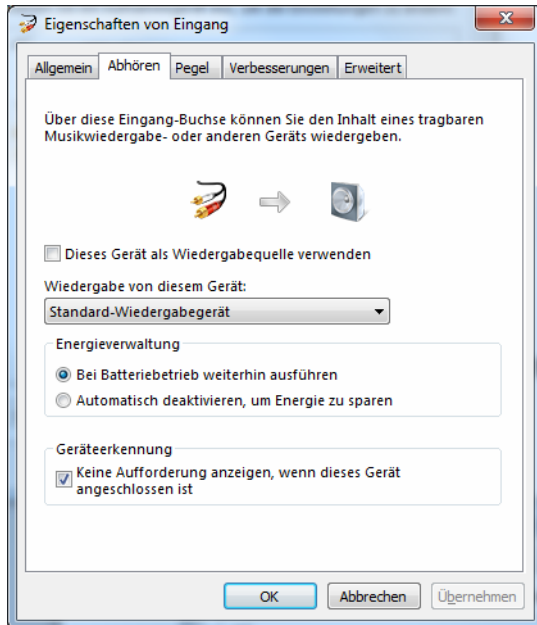 Eigenschaften von Eingang
Allgemein Abhören Pegel Verbesserungen Erweitert
Über diese Eingang-Buchse können Sie den Inhalt eines tragbaren
Musikwiedergabe- oder anderen Geräts wiedergeben.
Dieses Gerät als Wiedergabequelle verwenden
Wiedergabe von diesem Gerät:
Standard-Wiedergabegerät
Energieverwaltung
Bei Batteriebetrieb weiterhin ausführen
Automatisch deaktivieren, um Energie zu sparen
Geräteerkennung
Keine Aufforderung anzeigen, wenn dieses Gerät
angeschlossen ist
OK Abbrechen Übernehmen